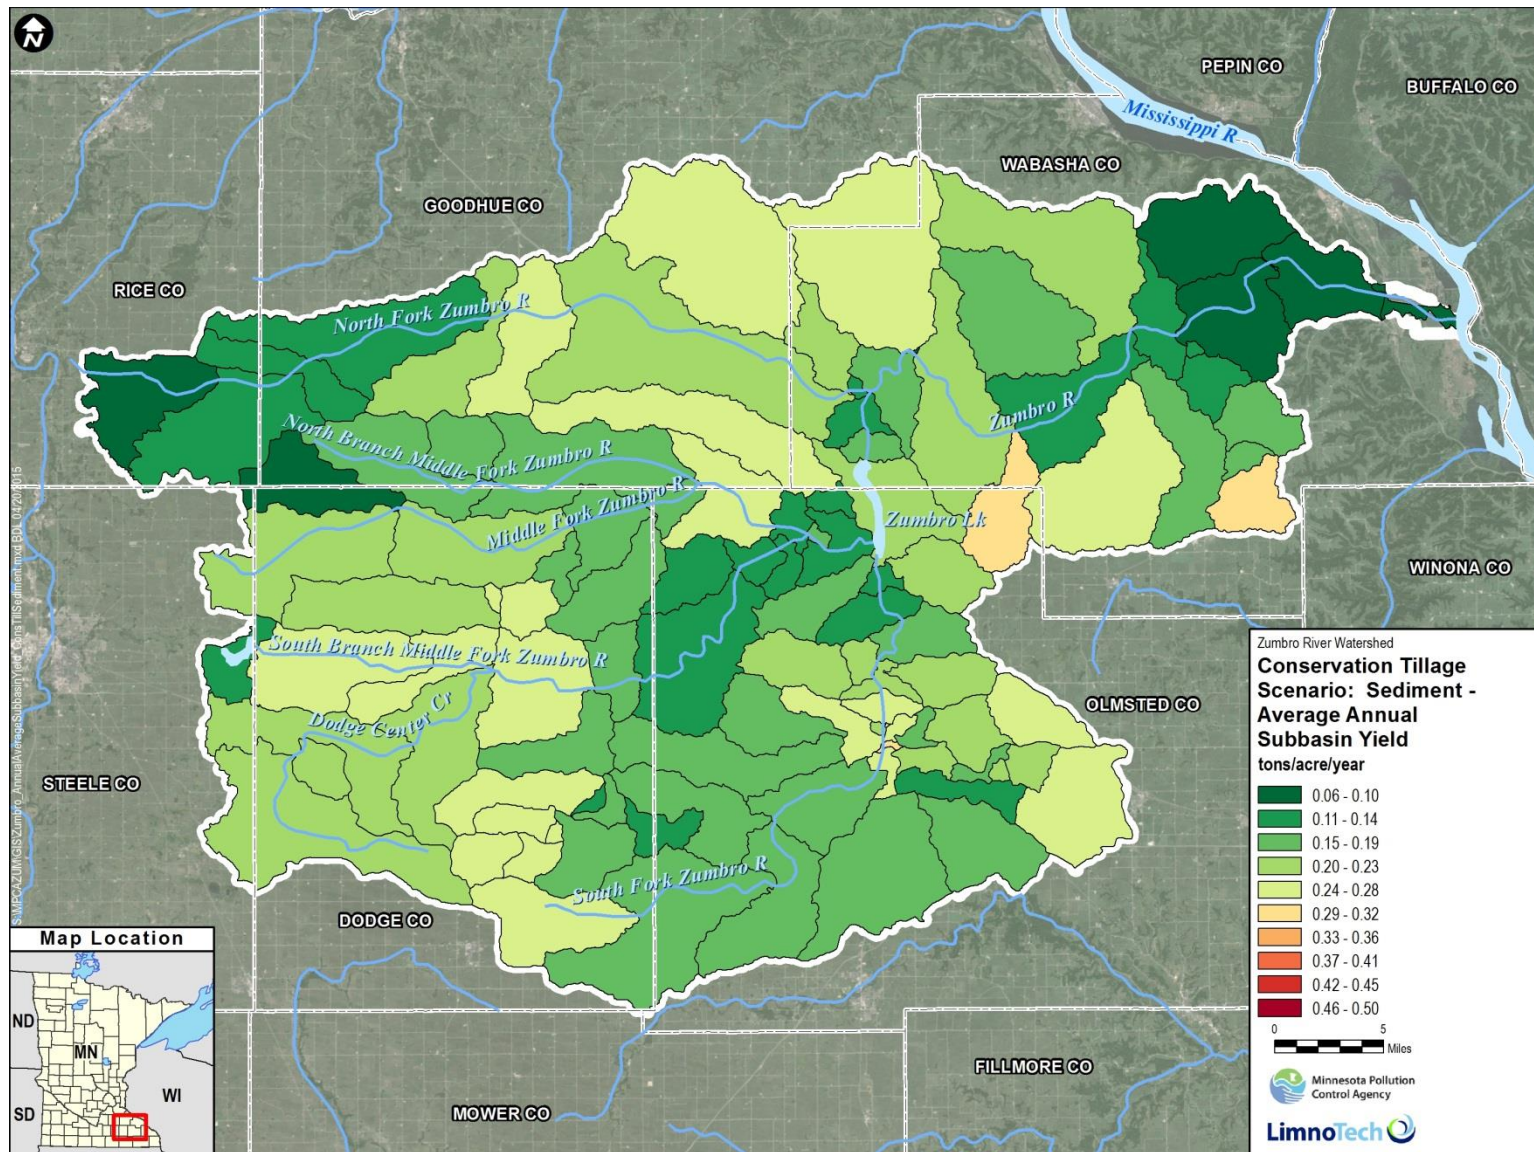 N
PEPIN CO
BUFFALO CO
Mississippi R
WABASHA CO
GOODHUE CO
RICE CO
North Fork Zumbro R
Zumbro R
North Branch Middle Fork Zumbro R
Middle Fork Zumbro R
Zumbro Lk
WINONA CO
South Branch Middle Fork Zumbro R
Dodge Center Cr
OLMSTED CO
STEELE CO
South Fork Zumbro R
DODGE CO
FILLMORE CO
MOWER CO
Zumbro River Watershed
Conservation Tillage
Scenario: Sediment -
Average Annual
Subbasin Yield
tons/acre/year
0.06 - 0.10
0.11 - 0.14
0.15 - 0.19
0.20 - 0.23
0.24 - 0.28
0.29 - 0.32
0.33 - 0.36
0.37 - 0.41
0.42 - 0.45
0.46 - 0.50
0 5
Miles
Minnesota Pollution
Control Agency
LimnoTech
Map Location
ND
MN
SD
WI